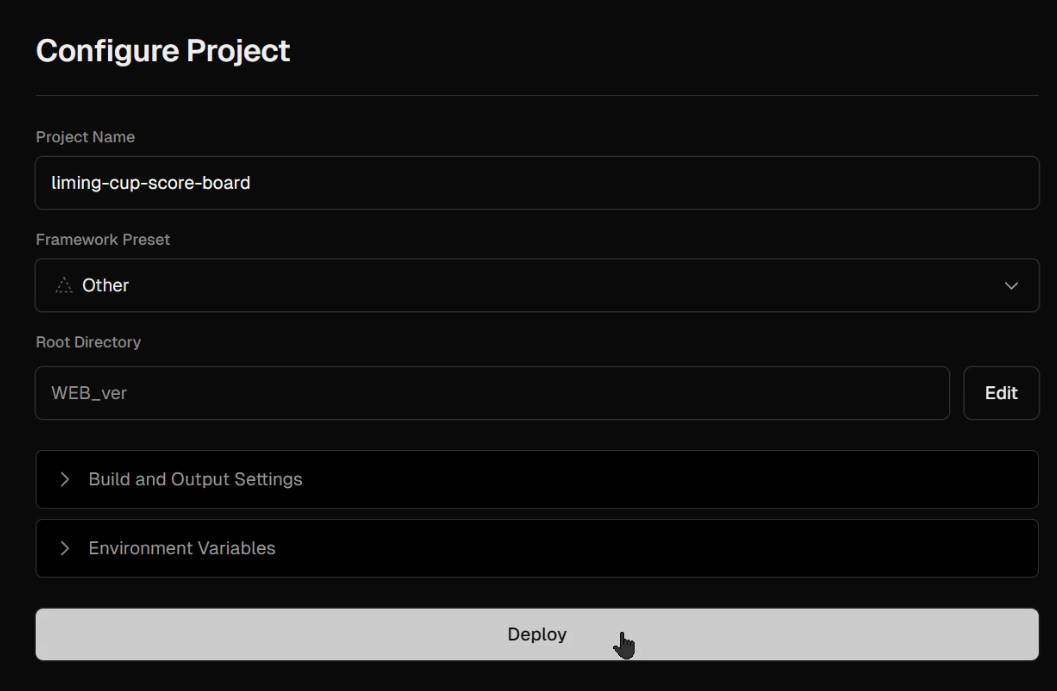 Configure Project
Project Name
liming-cup-score-board
Framework Preset
Other
Root Directory
WEB_ver
Edit
Build and Output Settings
Environment Variables
Deploy